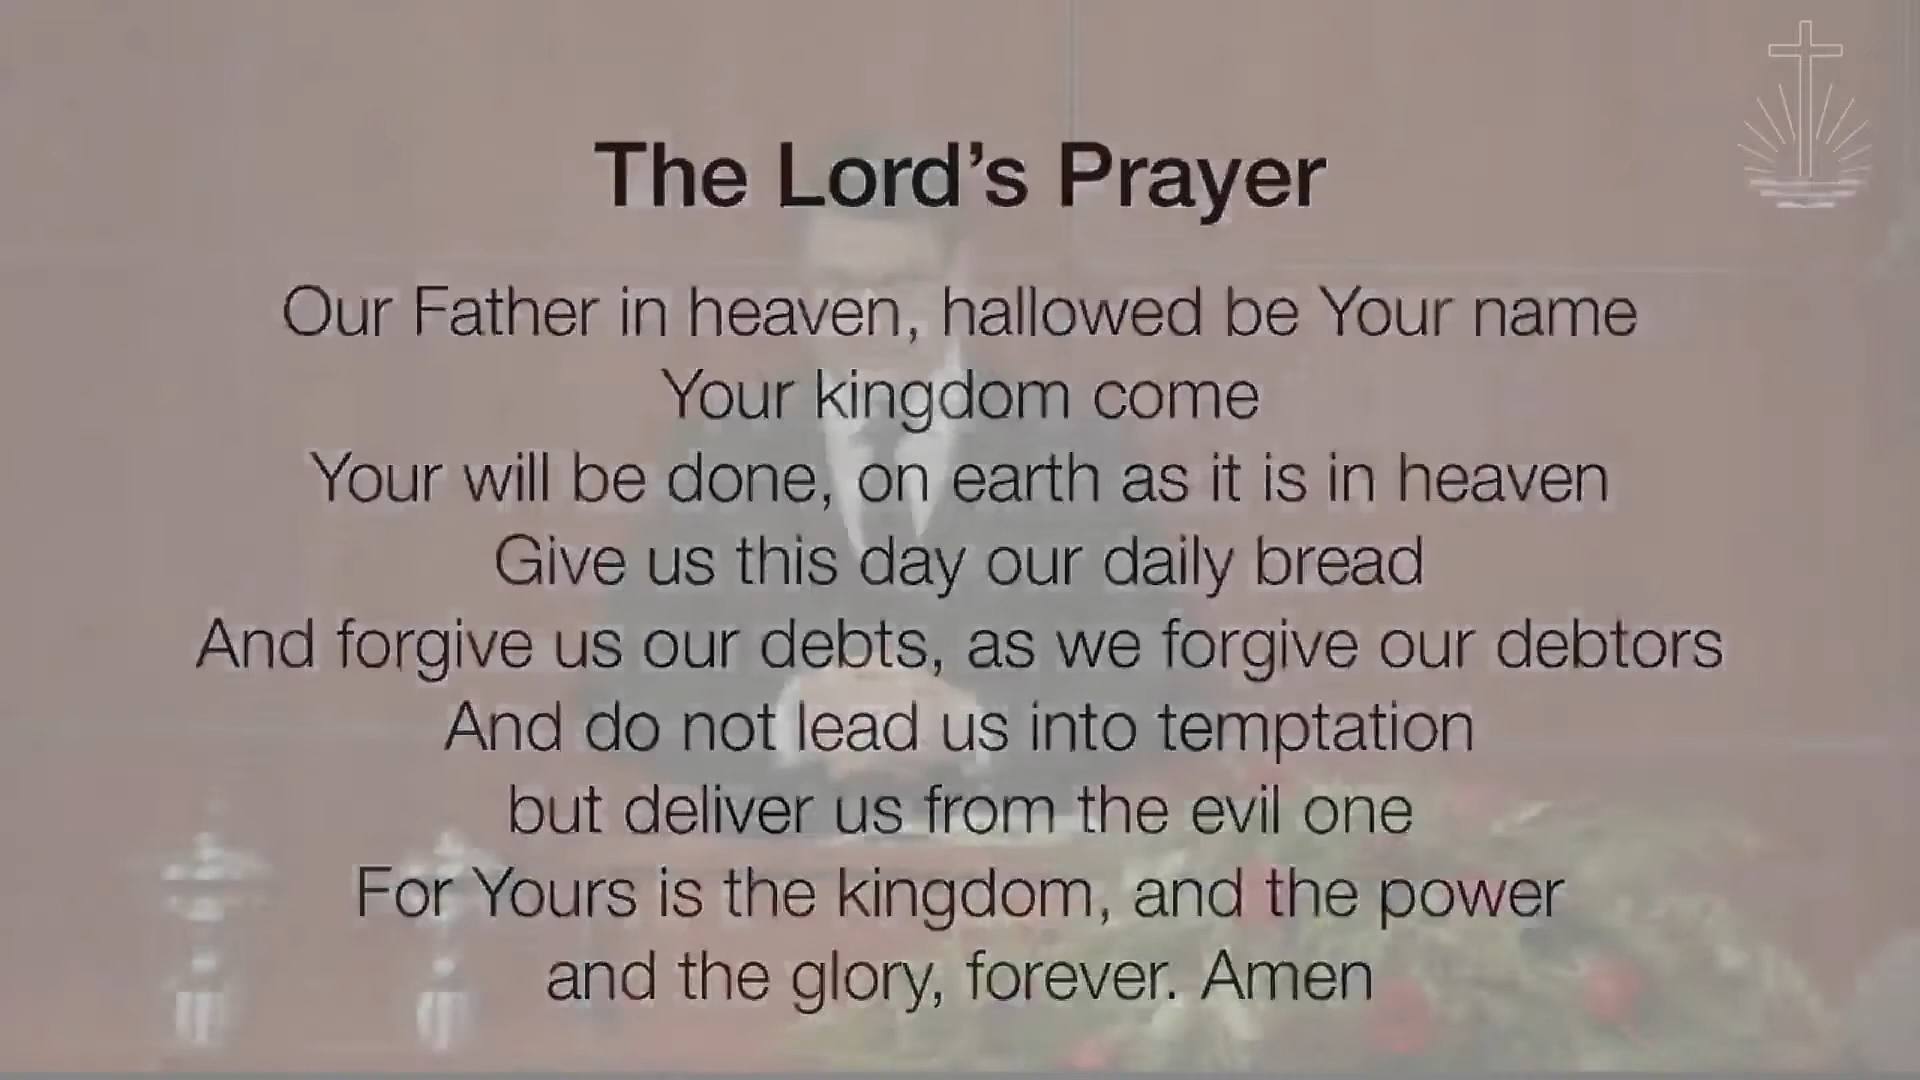 The Lord’s Prayer
Our Father in heaven, hallowed be Your name
Your kingdom come
Your will be done, on earth as it is in heaven
Give us this day our daily bread
And forgive us our debts, as we forgive our debtors
And do not lead us into temptation
but deliver us from the evil one
For Yours is the kingdom, and the power
and the glory, forever. Amen